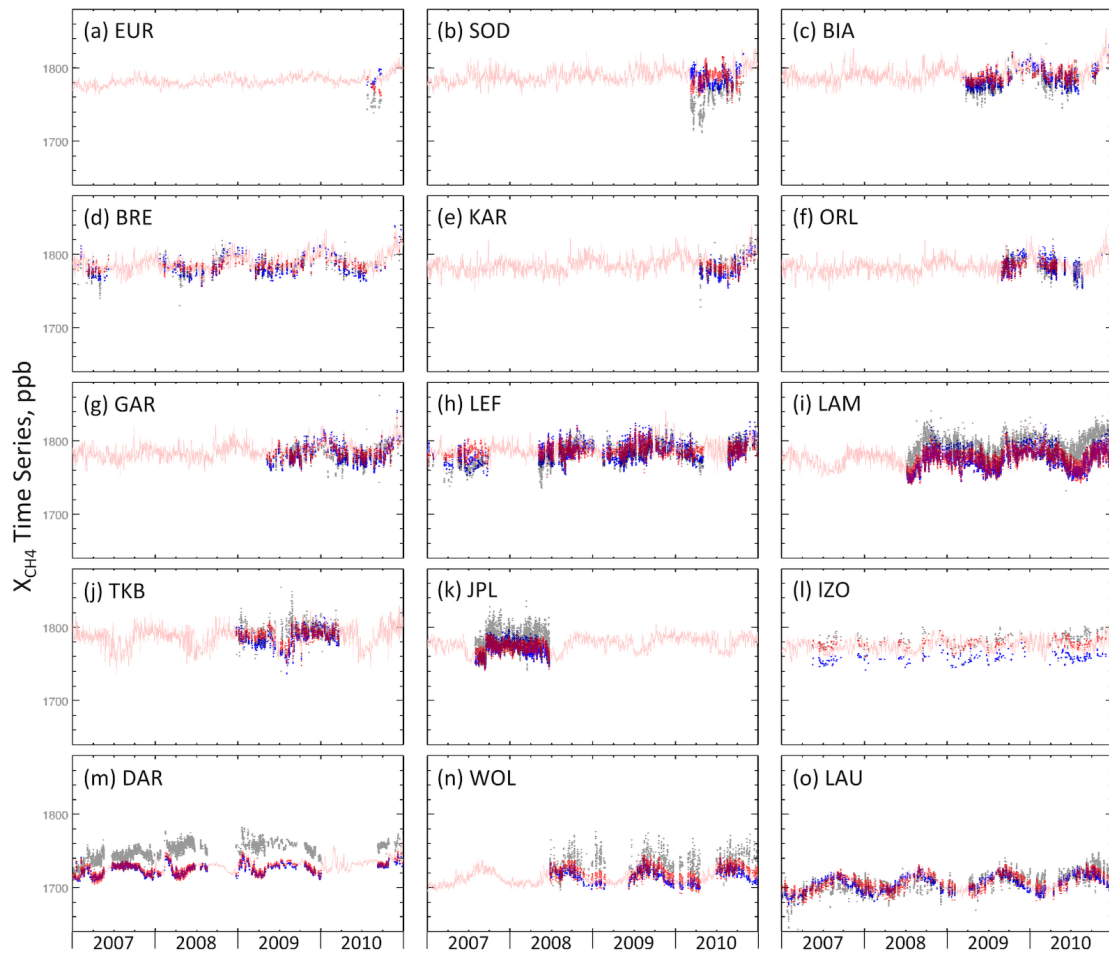 (a) EUR
(b) SOD
(c) BIA
1800
1700
(d) BRE
(e) KAR
(f) ORL
1800
1700
(g) GAR
(h) LEF
(i) LAM
1800
1700
(j) TKB
(k) JPL
(l) IZO
1800
1700
(m) DAR
(n) WOL
(o) LAU
1800
1700
2007 2008 2009 2010
2007 2008 2009 2010
2007 2008 2009 2010
XCH4 Time Series, ppb